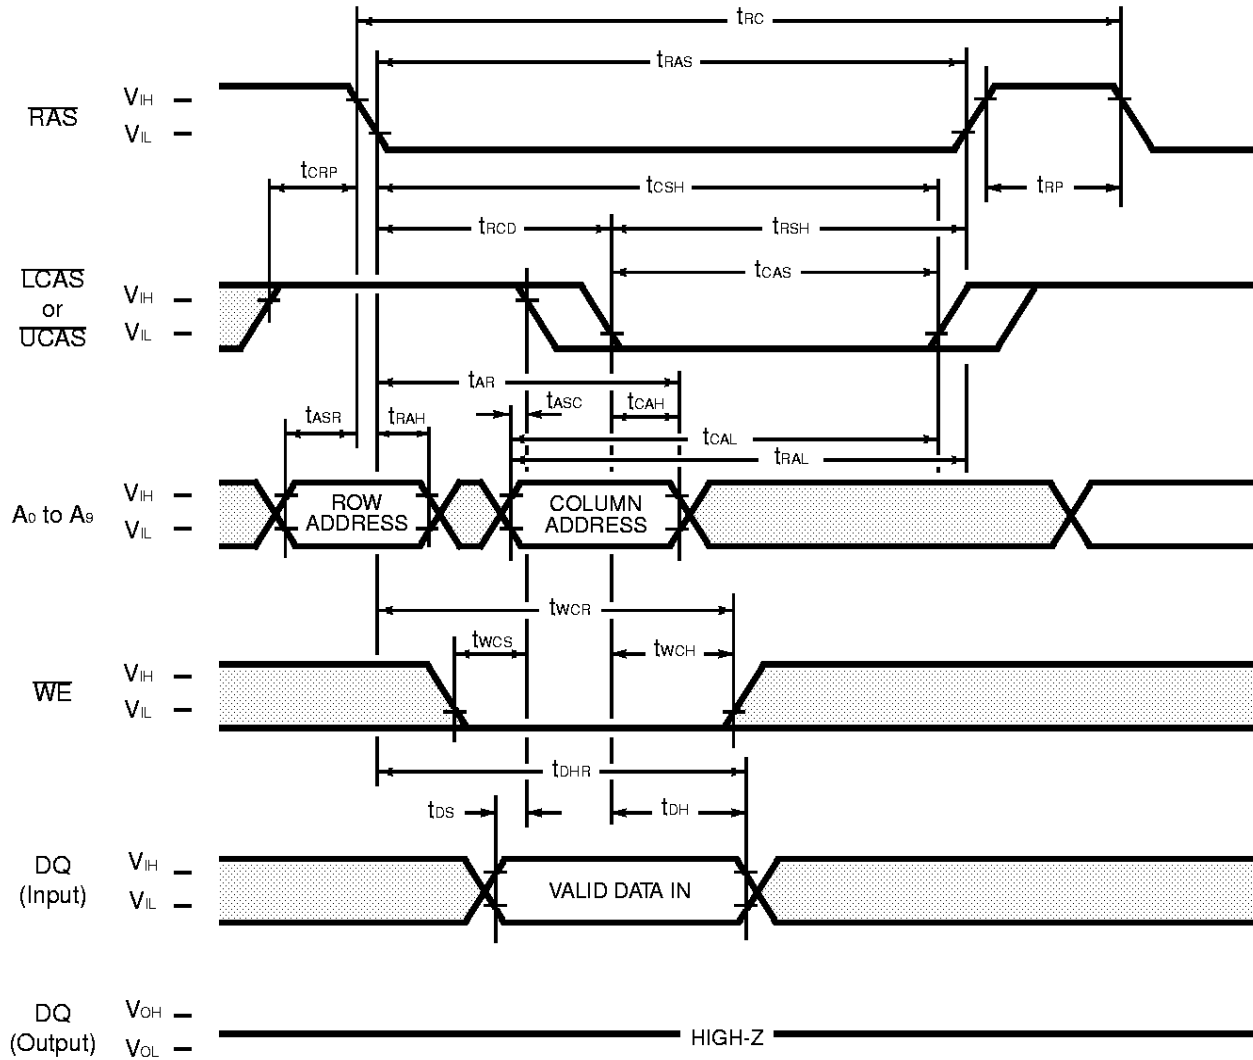 tRC
tRAS
RAS
VIH
VIL
tCRP
tCSH
tRP
tRCD
tRSH
LCAS
or
UCAS
VIH
VIL
tCAS
tAR
tASR
tRAH
tASC
tCAH
tCAL
tRAL
A0 to A9
VIH
VIL
ROW
ADDRESS
COLUMN
ADDRESS
tWCR
tWCS
tWCH
WE
VIH
VIL
tDHR
tDS
tDH
DQ
(Input)
VIH
VIL
VALID DATA IN
DQ
(Output)
VOH
VOL
HIGH-Z